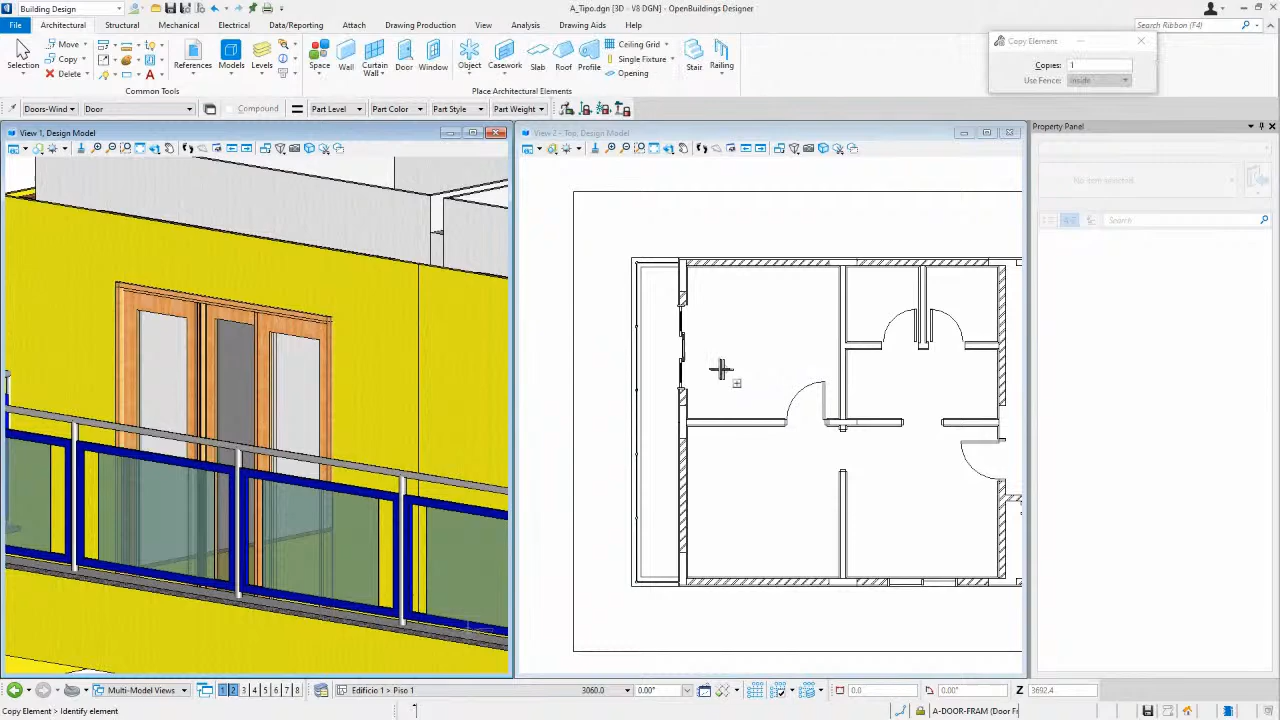 Building Design
A_Tipo.dgn [3D - V8 DGN] - OpenBuildings Designer
File Architectural Structural Mechanical Electrical Data/Reporting Attach Drawing Production View Analysis Drawing Aids Help
Search Ribbon (F4)
Selection
Move
Copy
Delete
References
Models
Levels
Common Tools
Space
Wall
Curtain Wall
Door
Window
Object
Casework
Slab
Roof
Profile
Ceiling Grid
Single Fixture
Opening
Stair
Railing
Place Architectural Elements
Copy Element
Copies: 1
Use Fence: Inside
Doors-Wind Door Compound Part Level Part Color Part Style Part Weight
View 1, Design Model
View 2 - Top, Design Model
Property Panel
No item selected.
Search
Multi-Model Views
1 2 3 4 5 6 7 8
Edificio 1 > Piso 1 3060.0 0.00°
0.0 0.00° Z 3692.4
Copy Element > Identify element
A-DOOR-FRAM (Door Fr